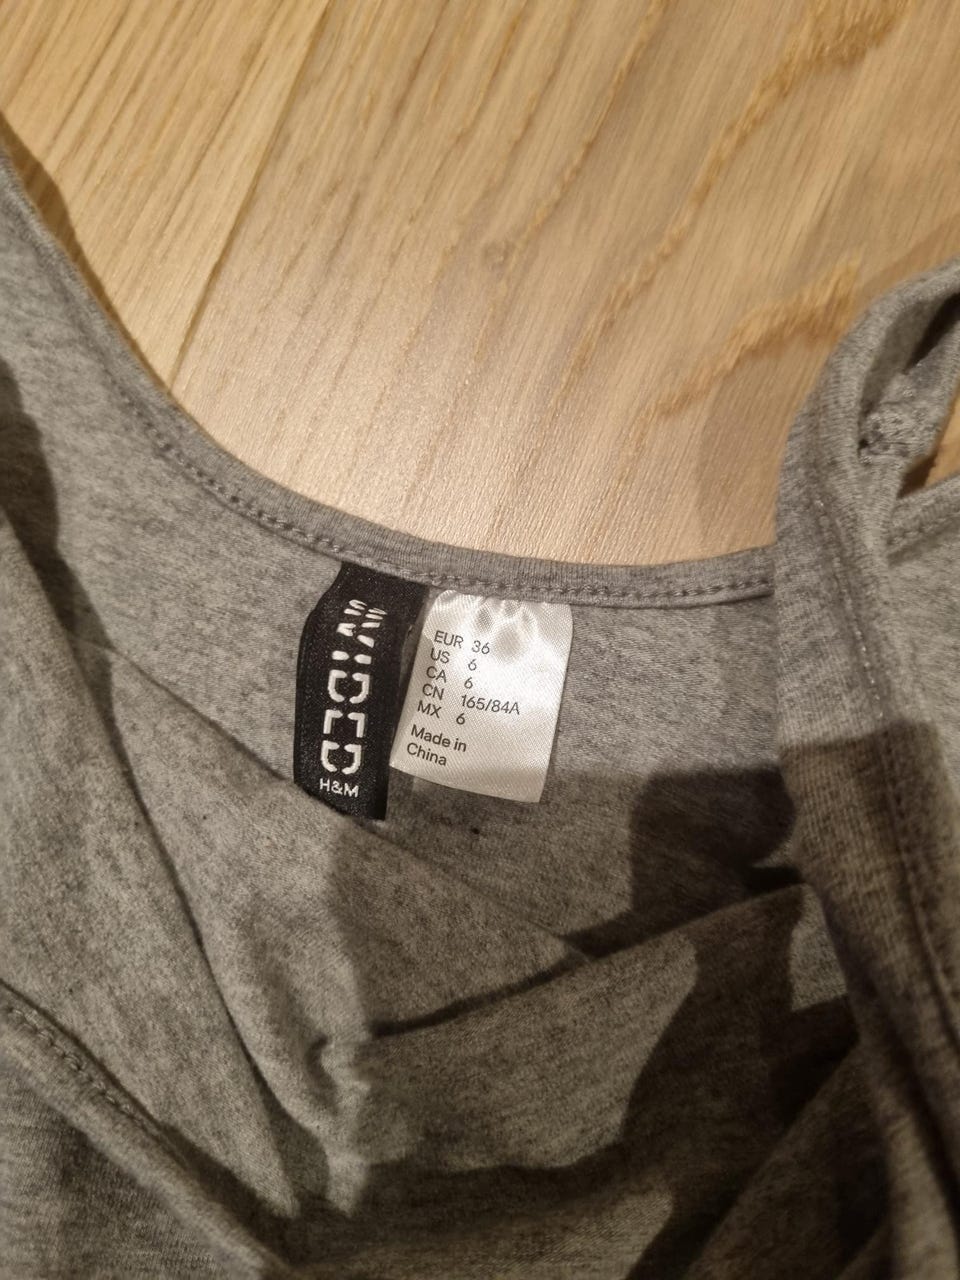 DIVIDED
H&M
EUR 36
US 6
CA 6
CN 165/84A
MX 6
Made in
China